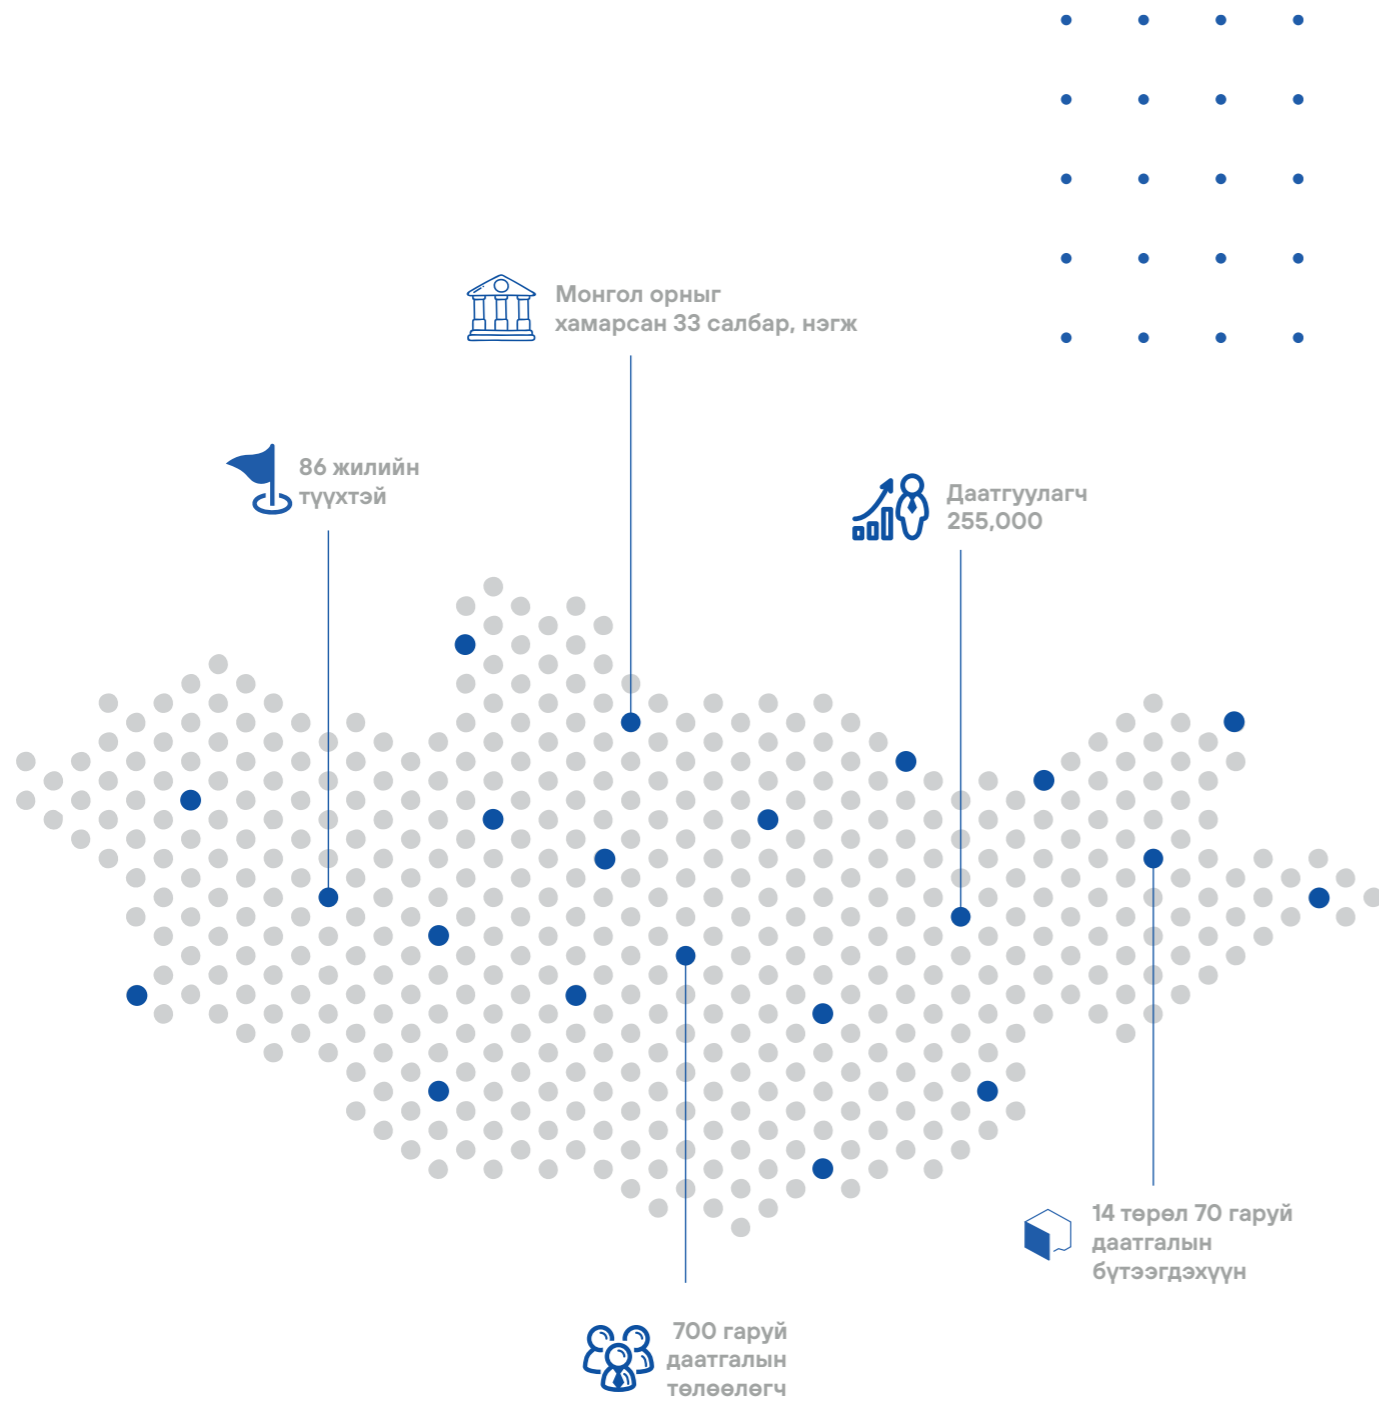 Монгол орныг
хамарсан 33 салбар, нэгж
86 жилийн
түүхтэй
Даатгуулагч
255,000
14 төрөл 70 гаруй
даатгалын
бүтээгдэхүүн
700 гаруй
даатгалын
төлөөлөгч